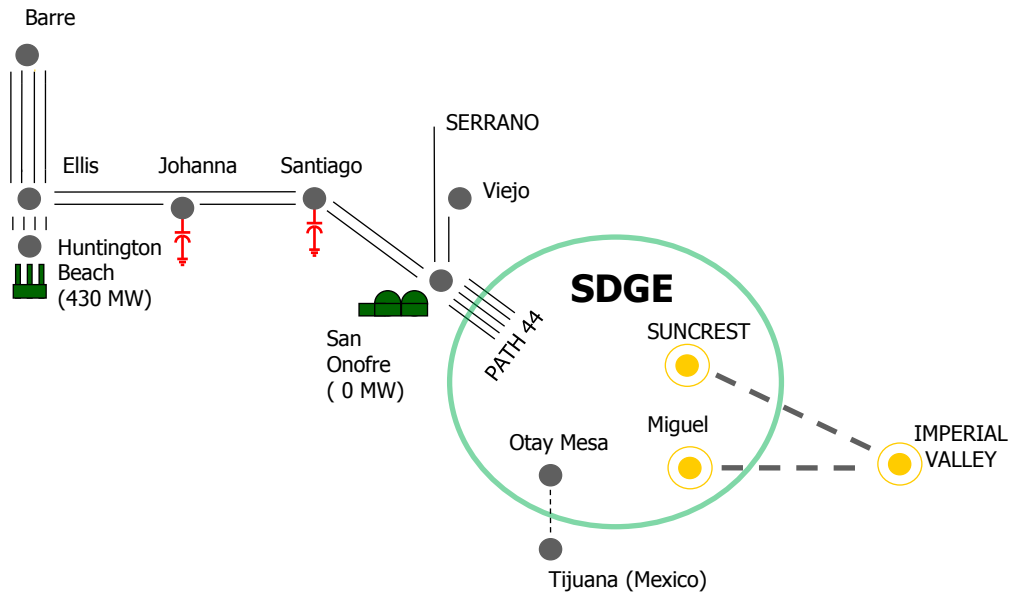 Barre
SERRANO
Ellis
Johanna
Santiago
Viejo
Huntington
Beach
(430 MW)
SDGE
San
Onofre
( 0 MW)
PATH 44
SUNCREST
Miguel
Otay Mesa
IMPERIAL
VALLEY
Tijuana (Mexico)